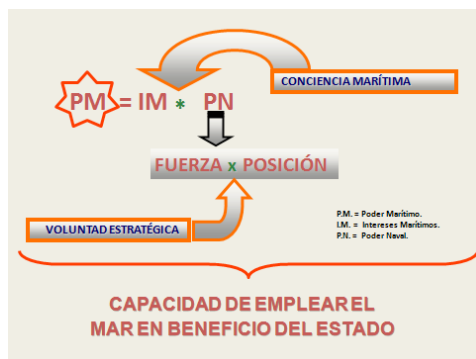 CONCIENCIA MARÍTIMA
PM = IM * PN
FUERZA x POSICIÓN
VOLUNTAD ESTRATÉGICA
P.M. = Poder Marítimo.
I.M. = Intereses Marítimos.
P.N. = Poder Naval.
CAPACIDAD DE EMPLEAR EL
MAR EN BENEFICIO DEL ESTADO